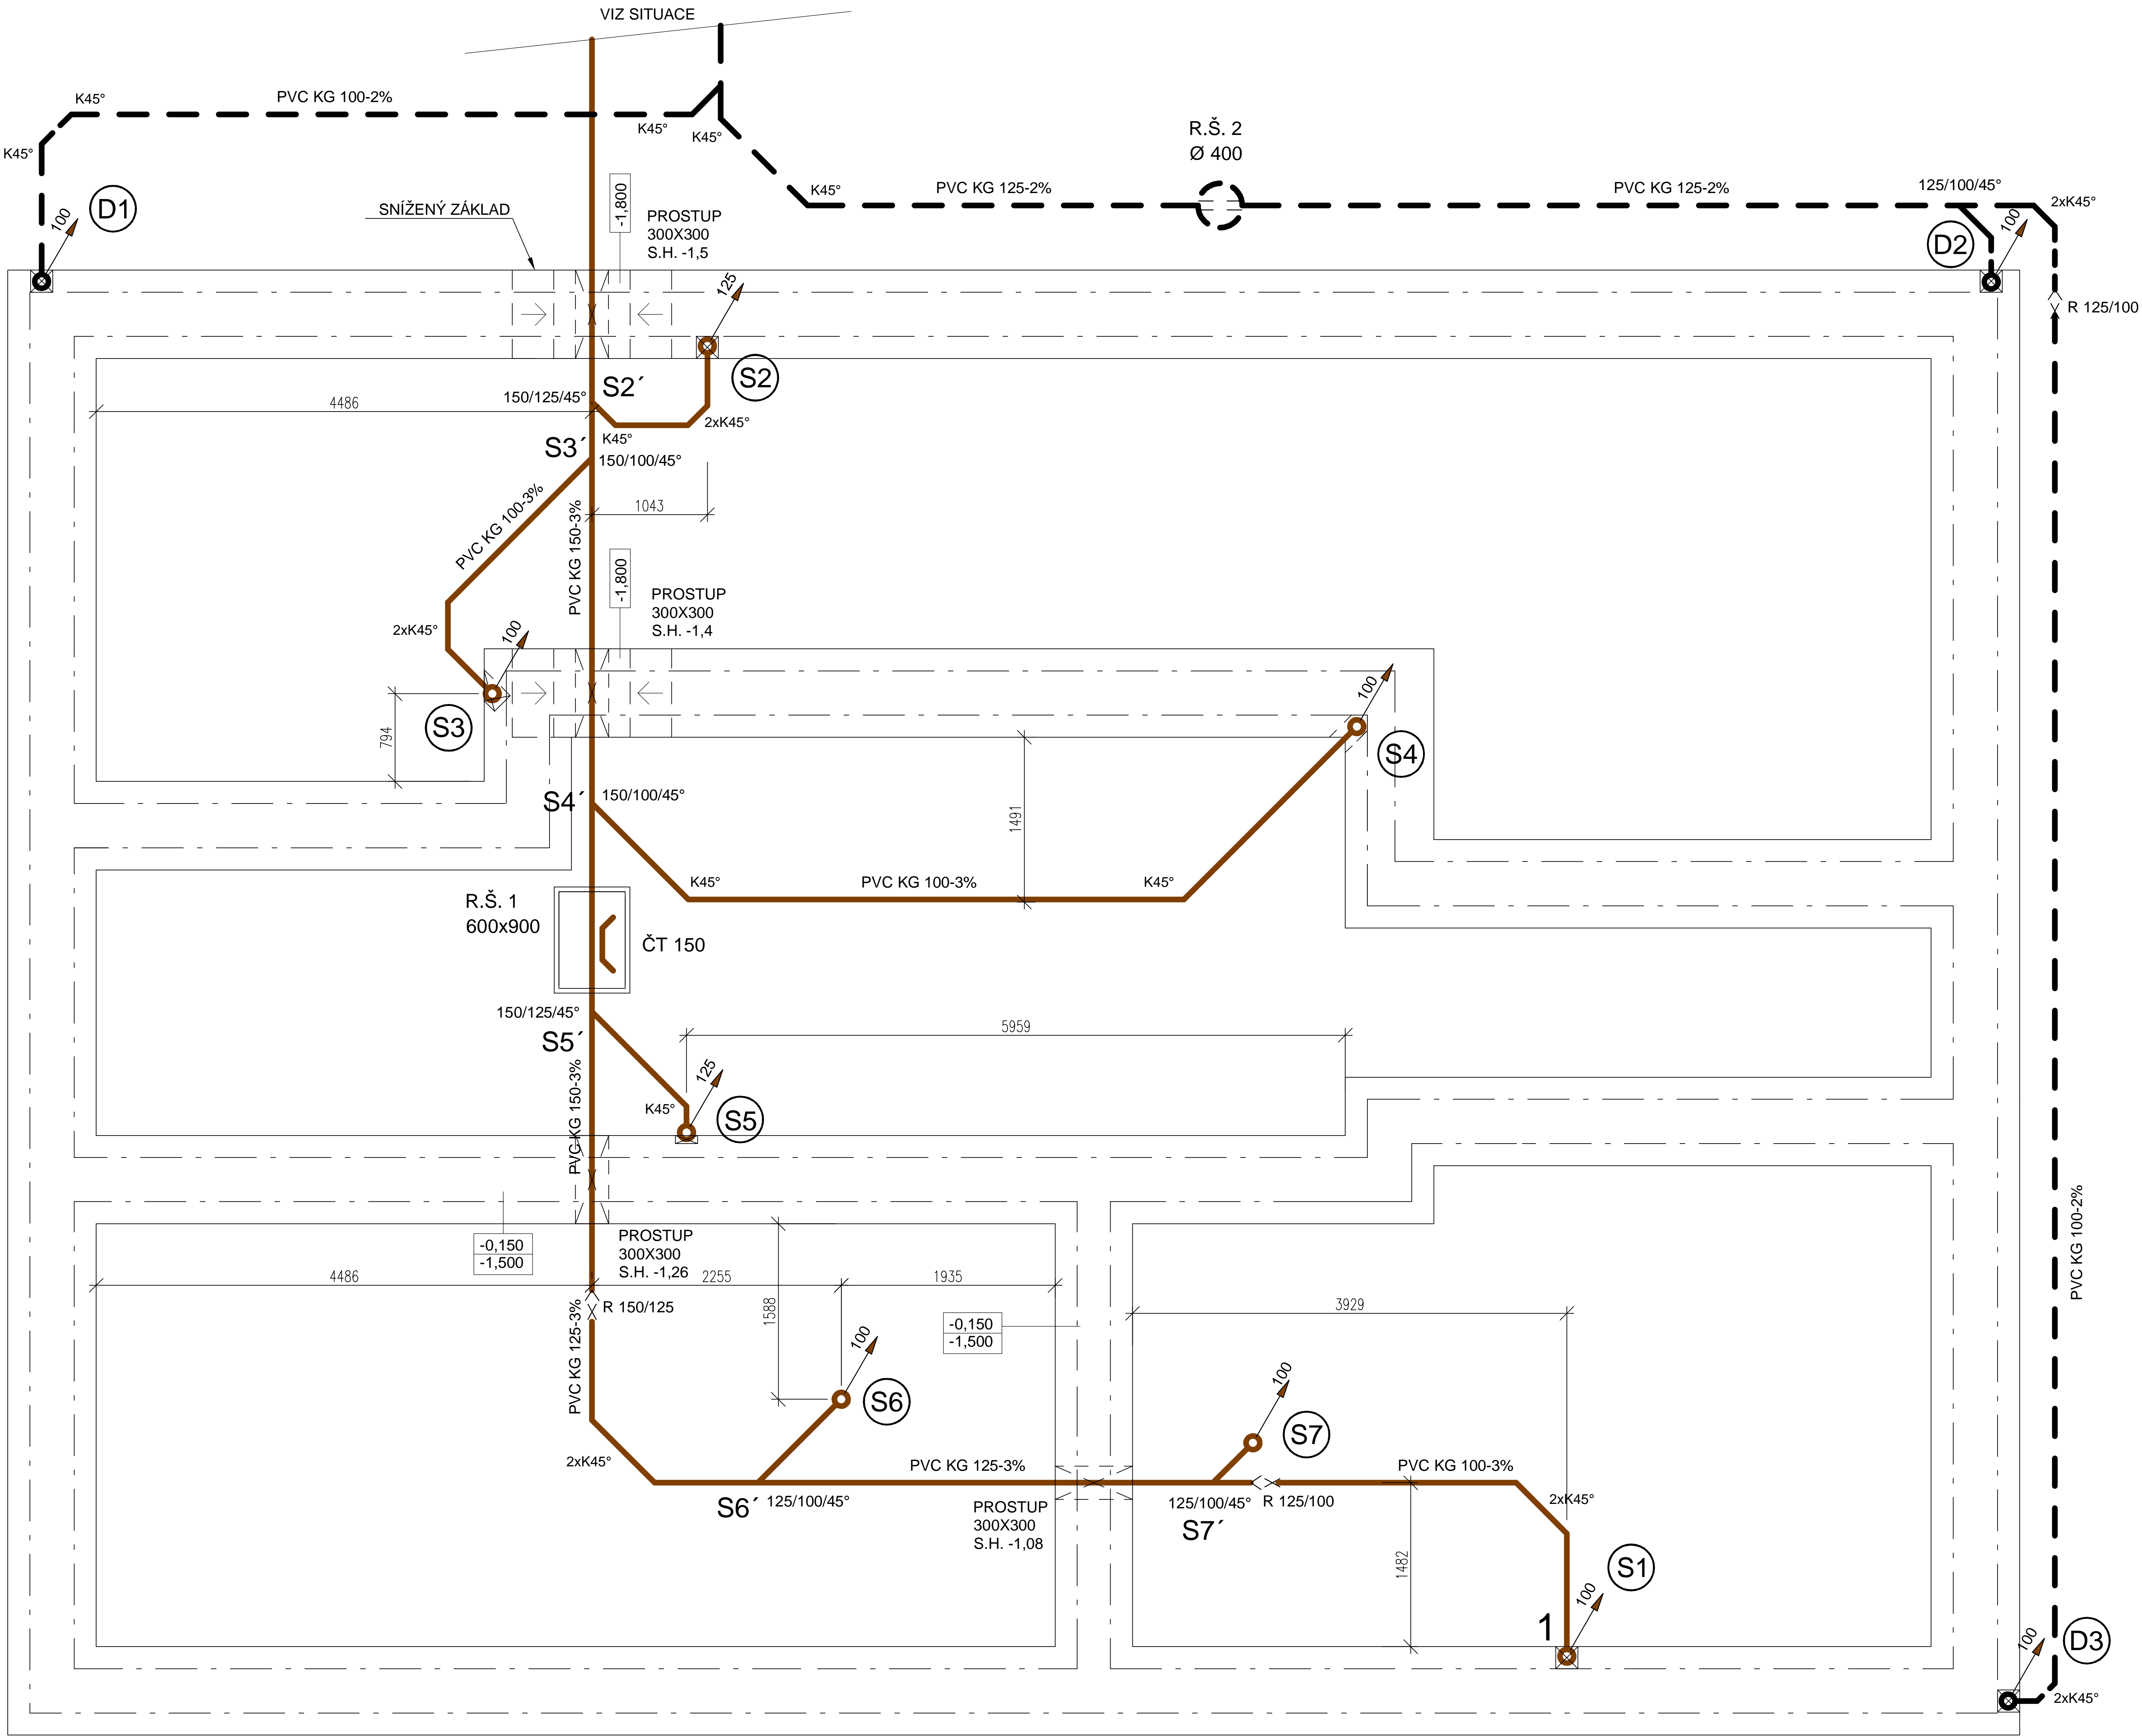 VIZ SITUACE
K45°
PVC KG 100-2%
K45°
K45°
K45°
R.Š. 2
Ø 400
K45°
PVC KG 125-2%
PVC KG 125-2%
125/100/45°
2xK45°
100
D1
SNÍŽENÝ ZÁKLAD
-1,800
PROSTUP
300X300
S.H. -1,5
100
D2
R 125/100
125
S2
S2´
150/125/45°
4486
2xK45°
K45°
S3´
150/100/45°
PVC KG 100-3%
PVC KG 150-3%
1043
-1,800
PROSTUP
300X300
S.H. -1,4
2xK45°
100
S3
794
100
S4
S4´
150/100/45°
1491
K45°
PVC KG 100-3%
K45°
R.Š. 1
600x900
ČT 150
150/125/45°
S5´
5959
PVC KG 150-3%
125
K45°
S5
PVC KG 100-2%
-0,150
-1,500
PROSTUP
300X300
S.H. -1,26
4486
2255
1935
1588
R 150/125
PVC KG 125-3%
-0,150
-1,500
3929
100
S6
100
S7
2xK45°
PVC KG 125-3%
PVC KG 100-3%
S6´
125/100/45°
PROSTUP
300X300
S.H. -1,08
125/100/45°
R 125/100
S7´
2xK45°
1482
S1
100
1
100
D3
2xK45°